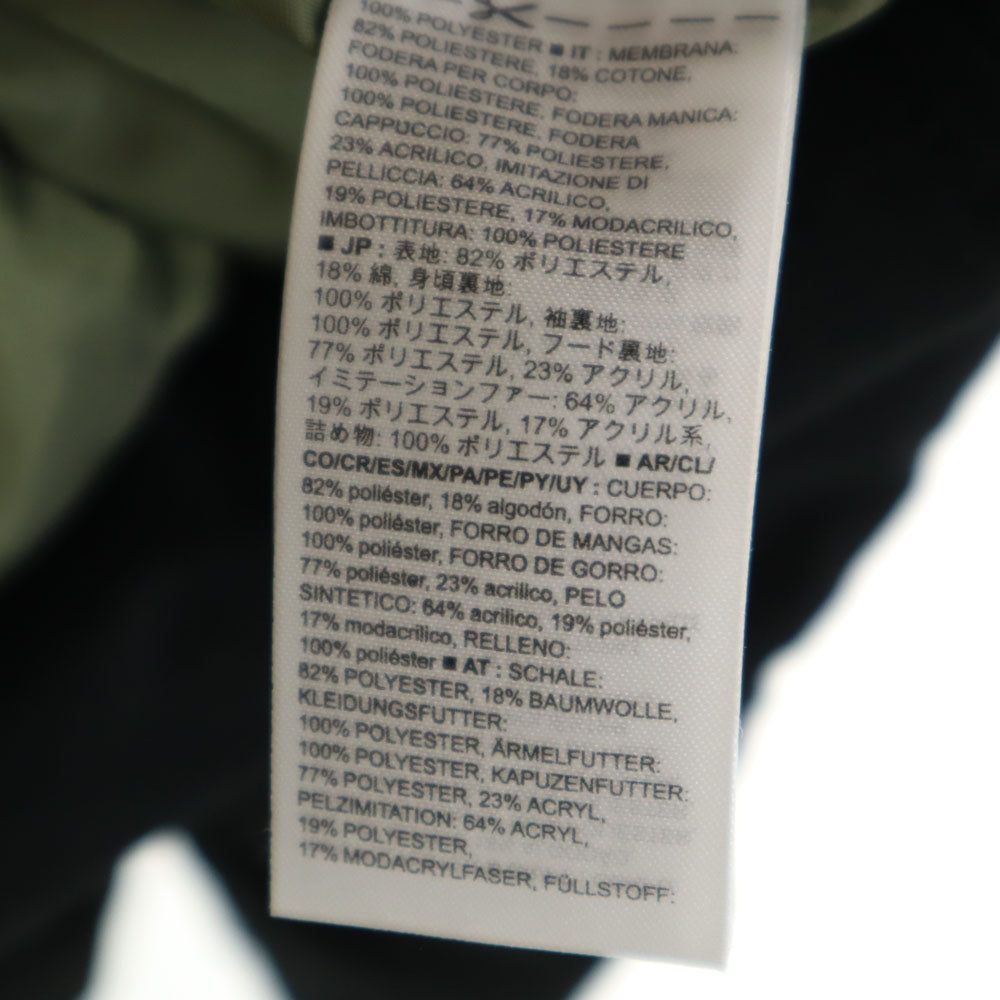 100% POLYESTER ■ IT : MEMBRANA:
82% POLIESTERE, 18% COTONE,
FODERA PER CORPO:
100% POLIESTERE, FODERA MANICA:
100% POLIESTERE, FODERA
CAPPUCCIO: 77% POLIESTERE,
23% ACRILICO, IMITAZIONE DI
PELLICCIA: 64% ACRILICO,
19% POLIESTERE, 17% MODACRILICO,
IMBOTTITURA: 100% POLIESTERE
■ JP : 表地: 82% ポリエステル,
18% 綿, 身頃裏地:
100% ポリエステル, 袖裏地:
100% ポリエステル, フード裏地:
77% ポリエステル, 23% アクリル,
イミテーションファー: 64% アクリル,
19% ポリエステル, 17% アクリル系,
詰め物: 100% ポリエステル ■ AR/CL/
CO/CR/ES/MX/PA/PE/PY/UY : CUERPO:
82% poliéster, 18% algodón, FORRO:
100% poliéster, FORRO DE MANGAS:
100% poliéster, FORRO DE GORRO:
77% poliéster, 23% acrilico, PELO
SINTETICO: 64% acrilico, 19% poliéster,
17% modacrílico, RELLENO:
100% poliéster ■ AT : SCHALE:
82% POLYESTER, 18% BAUMWOLLE,
KLEIDUNGSFUTTER:
100% POLYESTER, ÄRMELFUTTER:
100% POLYESTER, KAPUZENFUTTER:
77% POLYESTER, 23% ACRYL,
PELZIMITATION: 64% ACRYL,
19% POLYESTER,
17% MODACRYLFASER, FÜLLSTOFF: